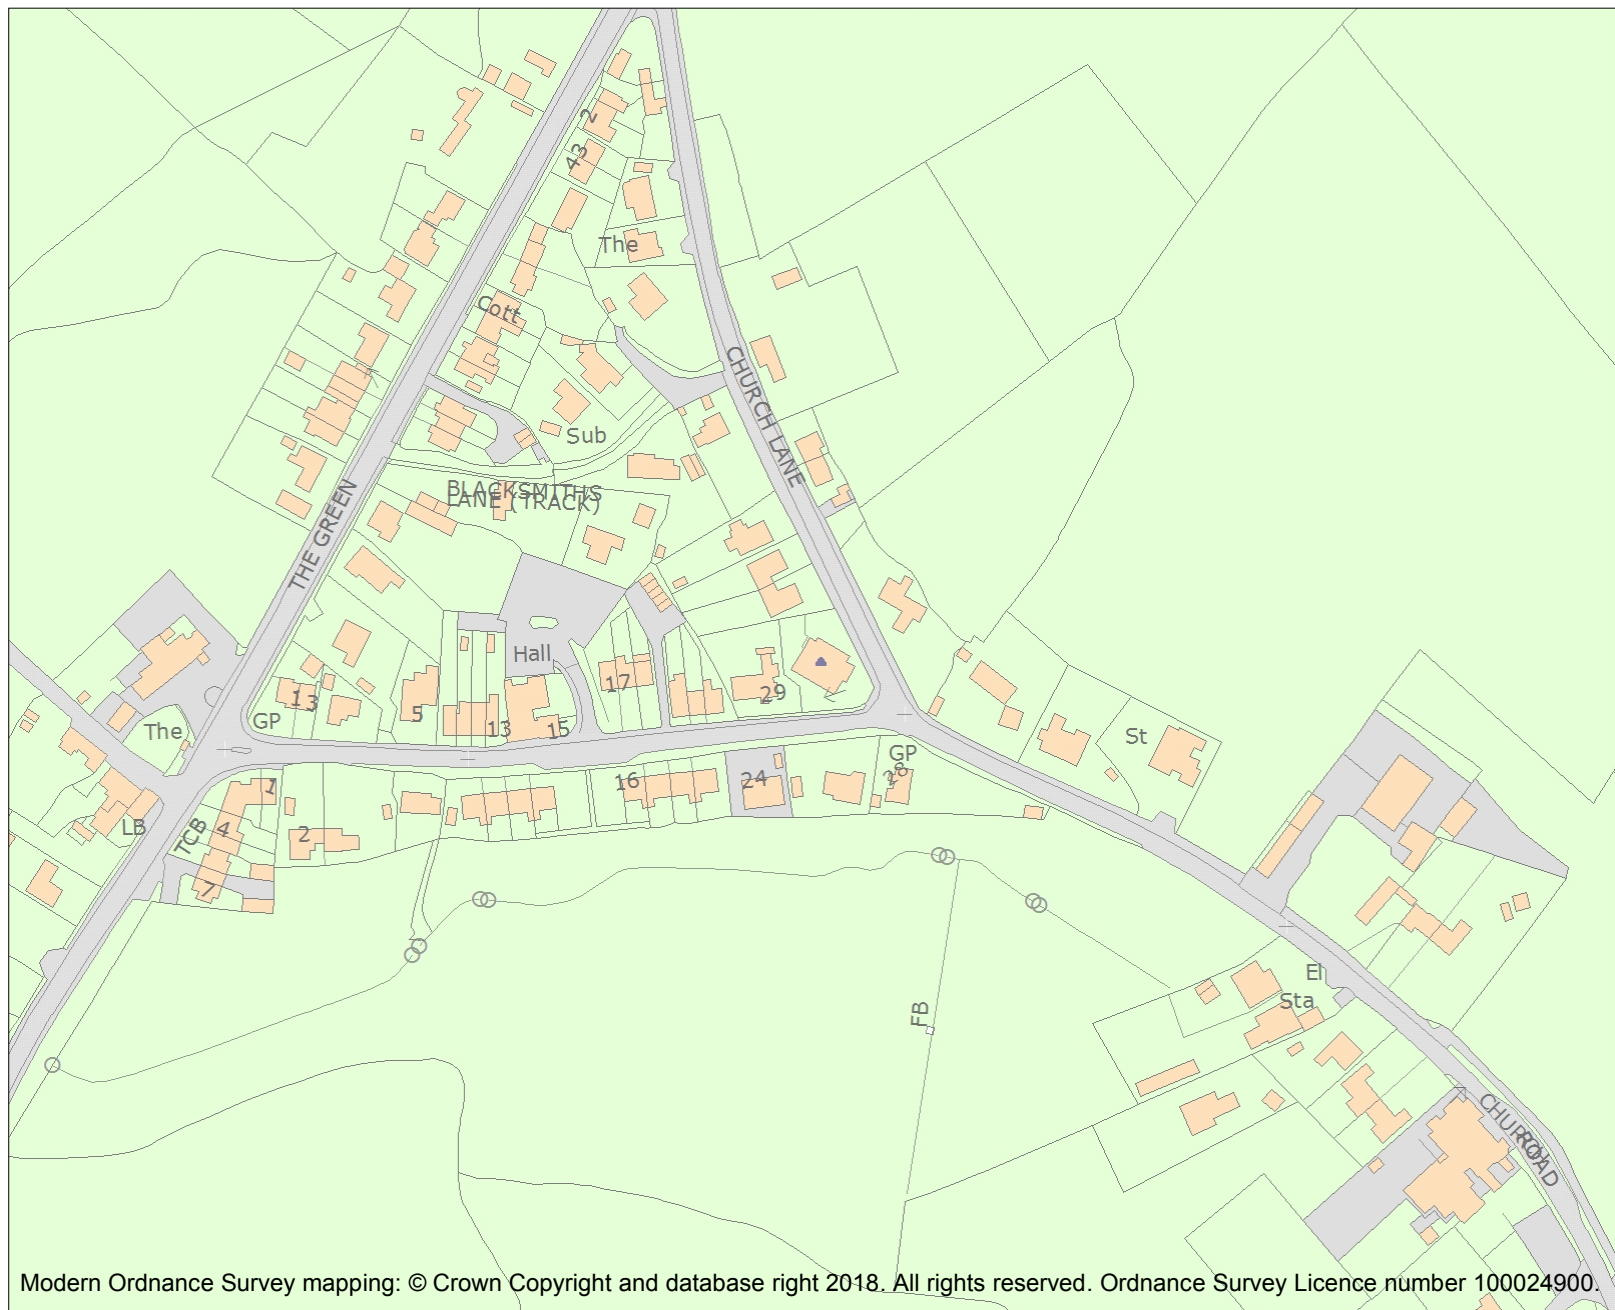 2
43
The
Cott
CHURCH LANE
Sub
BLACKSMITHS
LANE (TRACK)
THE GREEN
Hall
17
29
13
5
13
15
GP
The
GP
St
28
16
24
1
LB
TCB
4
2
7
El
Sta
FB
CHURCH
ROAD
Modern Ordnance Survey mapping: © Crown Copyright and database right 2018. All rights reserved. Ordnance Survey Licence number 100024900.